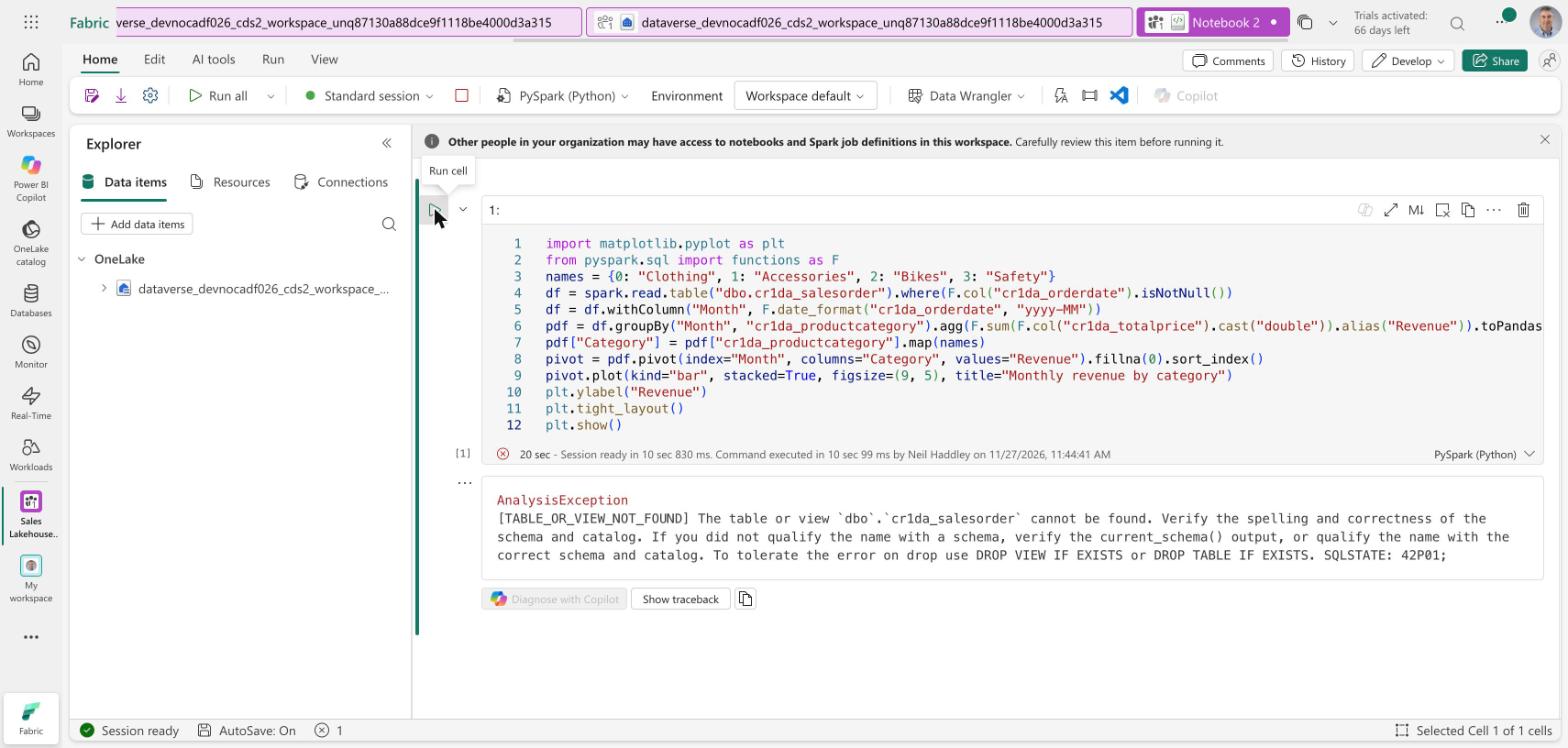 Fabric
verse_devnocadf026_cds2_workspace_unq87130a88dce9f1118be4000d3a315
dataverse_devnocadf026_cds2_workspace_unq87130a88dce9f1118be4000d3a315
Notebook 2
Trials activated:
66 days left
Home
Edit
AI tools
Run
View
Comments
History
Develop
Share
Run all
Standard session
PySpark (Python)
Environment
Workspace default
Data Wrangler
Copilot
Home
Workspaces
Power BI
Copilot
OneLake
catalog
Databases
Monitor
Real-Time
Workloads
Sales
Lakehouse..
My
workspace
Fabric
Explorer
Data items
Resources
Connections
Add data items
OneLake
dataverse_devnocadf026_cds2_workspace_...
Other people in your organization may have access to notebooks and Spark job definitions in this workspace. Carefully review this item before running it.
Run cell
1:
M↓
1 import matplotlib.pyplot as plt
2 from pyspark.sql import functions as F
3 names = {0: "Clothing", 1: "Accessories", 2: "Bikes", 3: "Safety"}
4 df = spark.read.table("dbo.cr1da_salesorder").where(F.col("cr1da_orderdate").isNotNull())
5 df = df.withColumn("Month", F.date_format("cr1da_orderdate", "yyyy-MM"))
6 pdf = df.groupBy("Month", "cr1da_productcategory").agg(F.sum(F.col("cr1da_totalprice").cast("double")).alias("Revenue")).toPandas
7 pdf["Category"] = pdf["cr1da_productcategory"].map(names)
8 pivot = pdf.pivot(index="Month", columns="Category", values="Revenue").fillna(0).sort_index()
9 pivot.plot(kind="bar", stacked=True, figsize=(9, 5), title="Monthly revenue by category")
10 plt.ylabel("Revenue")
11 plt.tight_layout()
12 plt.show()
[1]
20 sec - Session ready in 10 sec 830 ms. Command executed in 10 sec 99 ms by Neil Haddley on 11/27/2026, 11:44:41 AM
PySpark (Python)
AnalysisException
[TABLE_OR_VIEW_NOT_FOUND] The table or view `dbo`.`cr1da_salesorder` cannot be found. Verify the spelling and correctness of the
schema and catalog. If you did not qualify the name with a schema, verify the current_schema() output, or qualify the name with the
correct schema and catalog. To tolerate the error on drop use DROP VIEW IF EXISTS or DROP TABLE IF EXISTS. SQLSTATE: 42P01;
Diagnose with Copilot
Show traceback
Session ready
AutoSave: On
1
Selected Cell 1 of 1 cells